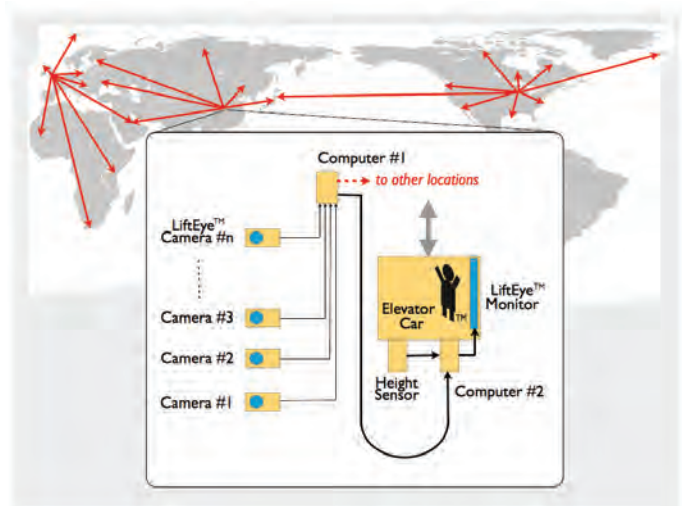 Computer #1
to other locations
LiftEye™
Camera #n
Camera #3
Camera #2
Camera #1
Elevator
Car
™
LiftEye™
Monitor
Height
Sensor
Computer #2